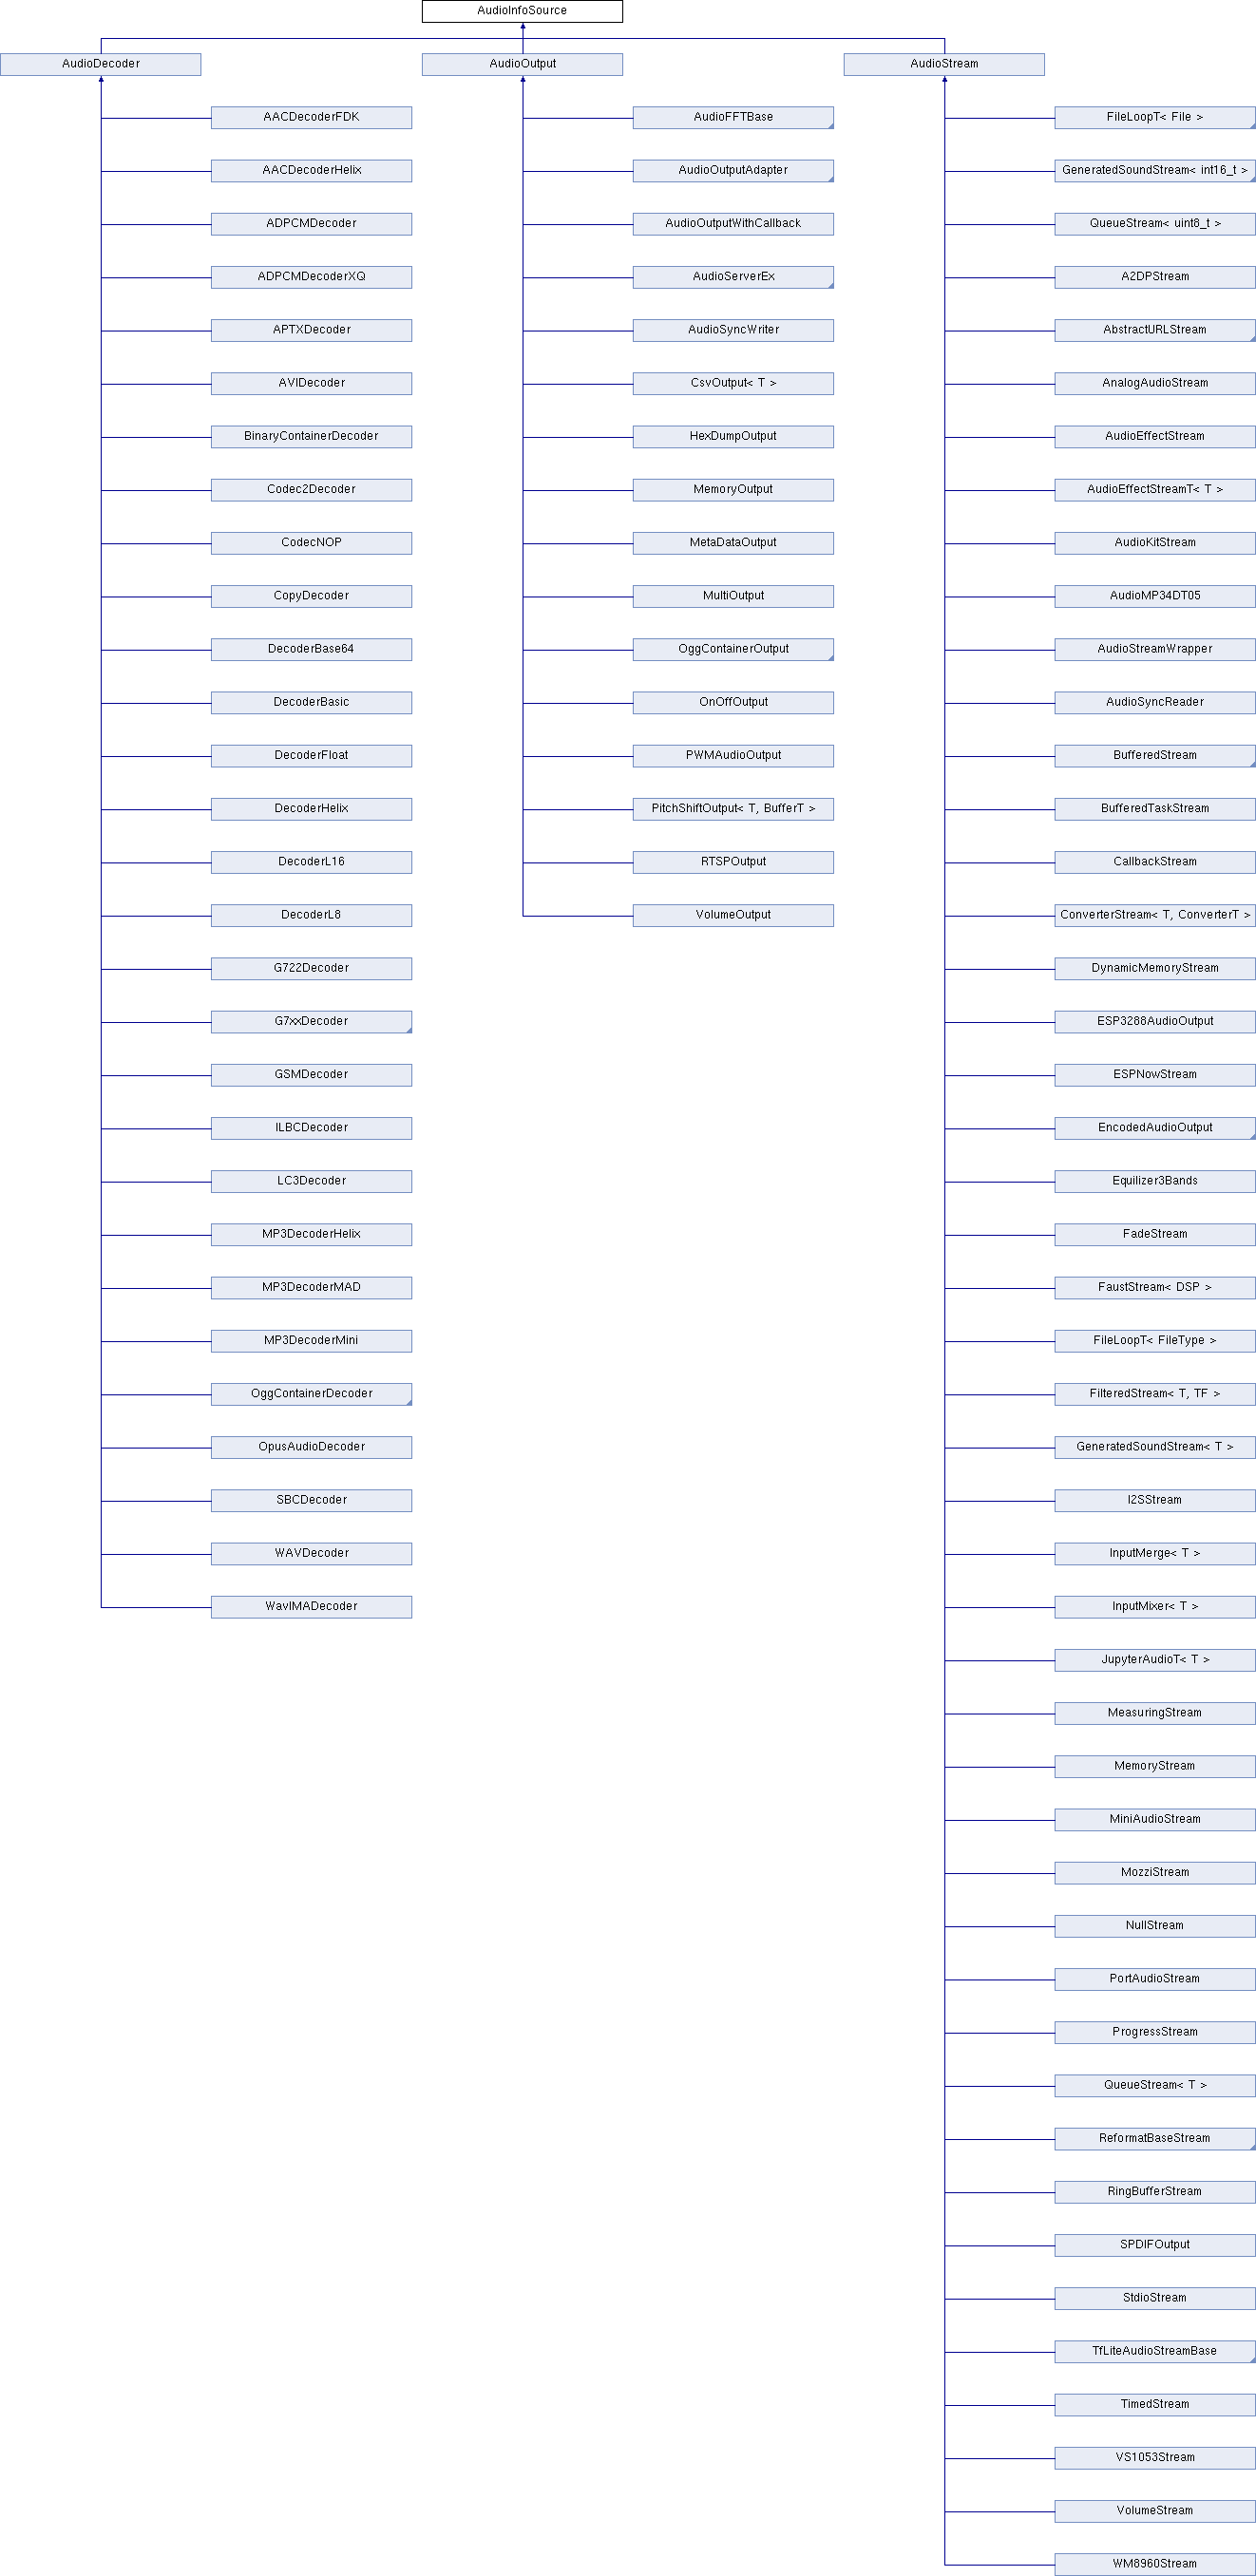 AudioInfoSource
AudioDecoder
AudioOutput
AudioStream
AACDecoderFDK
AudioFFTBase
FileLoopT< File >
AACDecoderHelix
AudioOutputAdapter
GeneratedSoundStream< int16_t >
ADPCMDecoder
AudioOutputWithCallback
QueueStream< uint8_t >
ADPCMDecoderXQ
AudioServerEx
A2DPStream
APTXDecoder
AudioSyncWriter
AbstractURLStream
AVIDecoder
CsvOutput< T >
AnalogAudioStream
BinaryContainerDecoder
HexDumpOutput
AudioEffectStream
Codec2Decoder
MemoryOutput
AudioEffectStreamT< T >
CodecNOP
MetaDataOutput
AudioKitStream
CopyDecoder
MultiOutput
AudioMP34DT05
DecoderBase64
OggContainerOutput
AudioStreamWrapper
DecoderBasic
OnOffOutput
AudioSyncReader
DecoderFloat
PWMAudioOutput
BufferedStream
DecoderHelix
PitchShiftOutput< T, BufferT >
BufferedTaskStream
DecoderL16
RTSPOutput
CallbackStream
DecoderL8
VolumeOutput
ConverterStream< T, ConverterT >
G722Decoder
DynamicMemoryStream
G7xxDecoder
ESP3288AudioOutput
GSMDecoder
ESPNowStream
ILBCDecoder
EncodedAudioOutput
LC3Decoder
Equilizer3Bands
MP3DecoderHelix
FadeStream
MP3DecoderMAD
FaustStream< DSP >
MP3DecoderMini
FileLoopT< FileType >
OggContainerDecoder
FilteredStream< T, TF >
OpusAudioDecoder
GeneratedSoundStream< T >
SBCDecoder
I2SStream
WAVDecoder
InputMerge< T >
WavIMADecoder
InputMixer< T >
JupyterAudioT< T >
MeasuringStream
MemoryStream
MiniAudioStream
MozziStream
NullStream
PortAudioStream
ProgressStream
QueueStream< T >
ReformatBaseStream
RingBufferStream
SPDIFOutput
StdioStream
TfLiteAudioStreamBase
TimedStream
VS1053Stream
VolumeStream
WM8960Stream